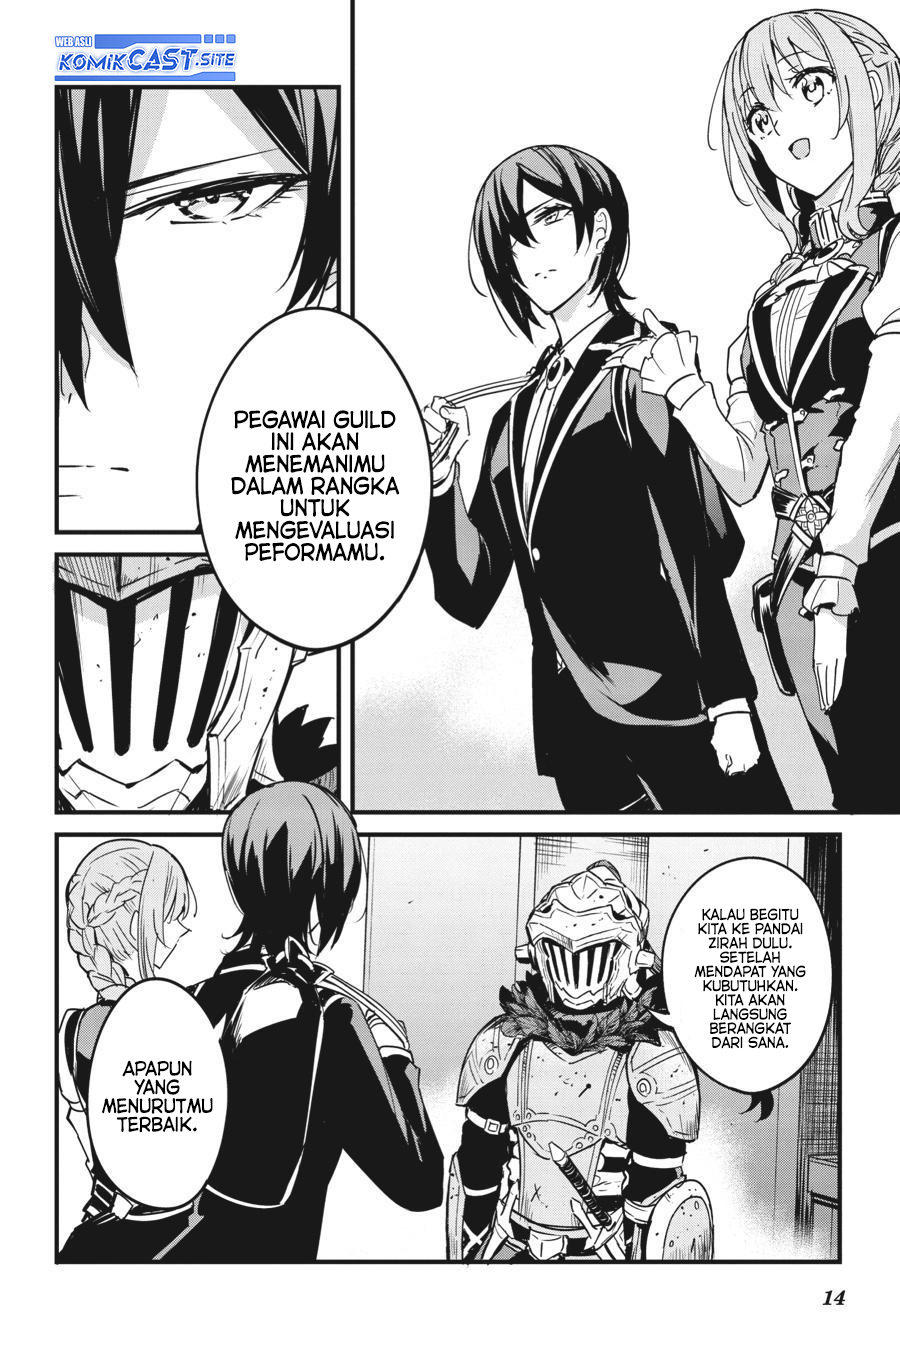 WEB ASLI
KOMIKCAST.SITE
PEGAWAI GUILD
INI AKAN
MENEMANIMU
DALAM RANGKA
UNTUK
MENGEVALUASI
PEFORMAMU.
KALAU BEGITU
KITA KE PANDAI
ZIRAH DULU.
SETELAH
MENDAPAT YANG
KUBUTUHKAN.
KITA AKAN
LANGSUNG
BERANGKAT
DARI SANA.
APAPUN
YANG
MENURUTMU
TERBAIK.
14